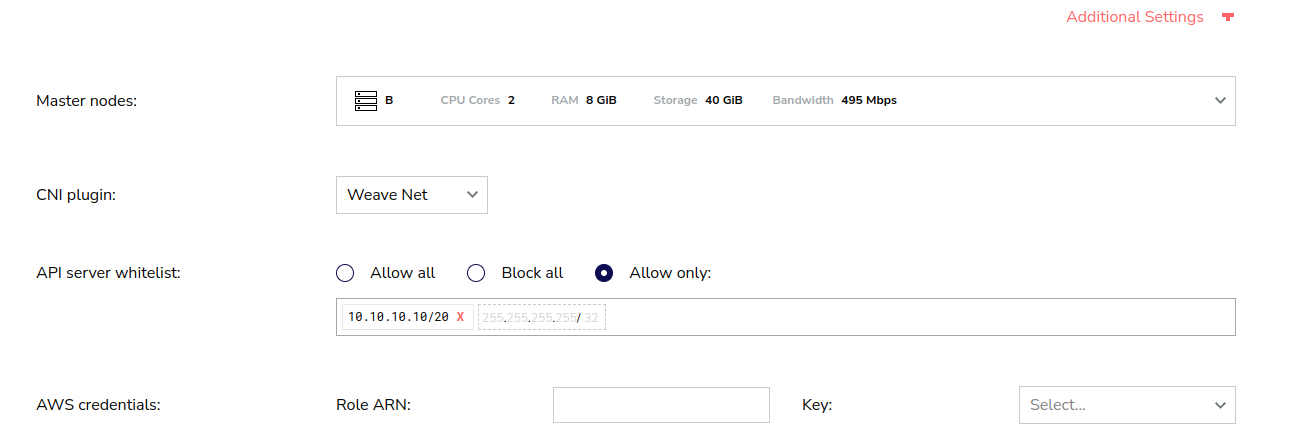 Additional Settings
Master nodes: B CPU Cores 2 RAM 8 GiB Storage 40 GiB Bandwidth 495 Mbps
CNI plugin: Weave Net
API server whitelist: Allow all Block all Allow only:
10.10.10.10/20 X 255.255.255.255/ 32
AWS credentials: Role ARN: Key: Select...